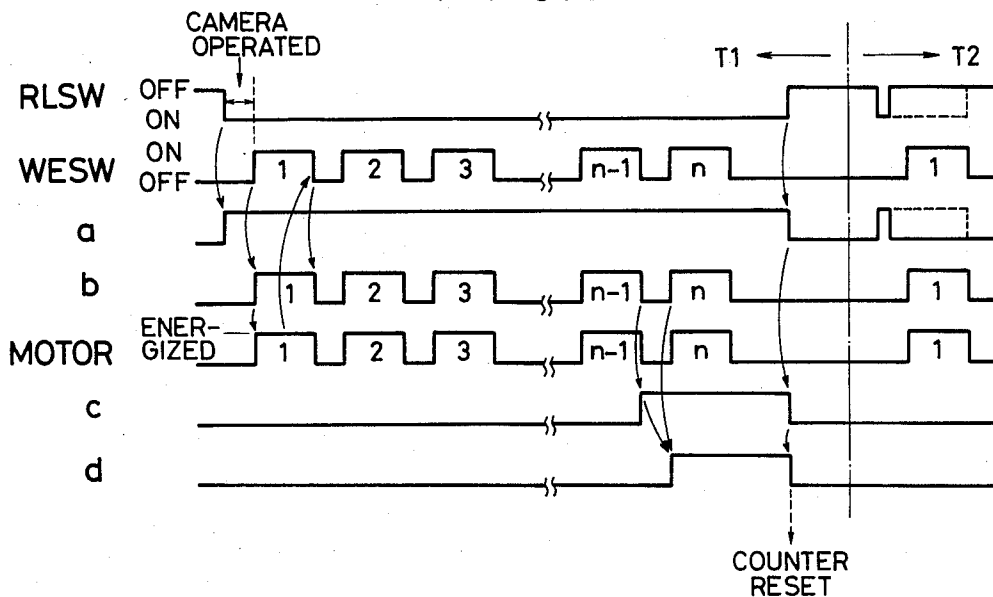 CAMERA
OPERATED
T1
T2
RLSW OFF
ON
WESW ON
OFF
1 2 3 n-1 n 1
a
b
1 2 3 n-1 n 1
MOTOR ENER-
GIZED
1 2 3 n-1 n 1
c
d
COUNTER
RESET